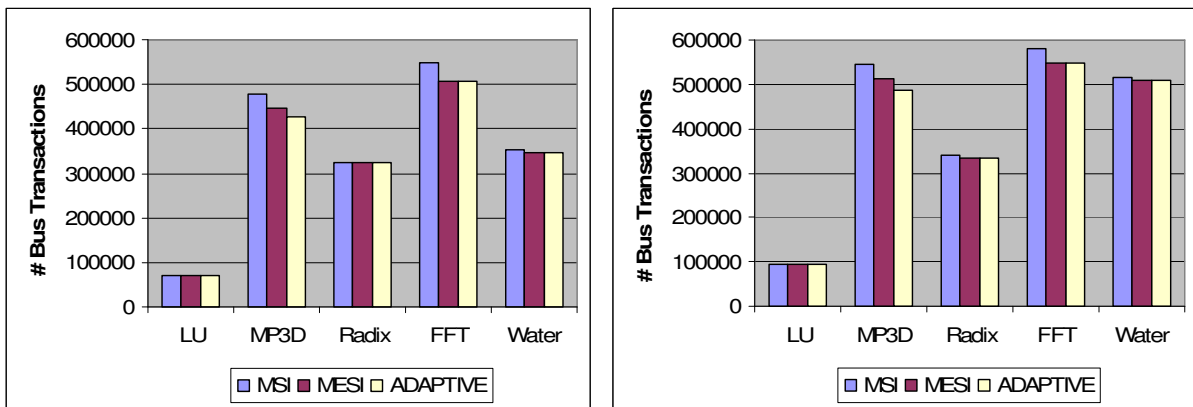 600000
500000
400000
300000
200000
100000
0
# Bus Transactions
LU MP3D Radix FFT Water
MSI MESI ADAPTIVE
600000
500000
400000
300000
200000
100000
0
# Bus Transactions
LU MP3D Radix FFT Water
MSI MESI ADAPTIVE